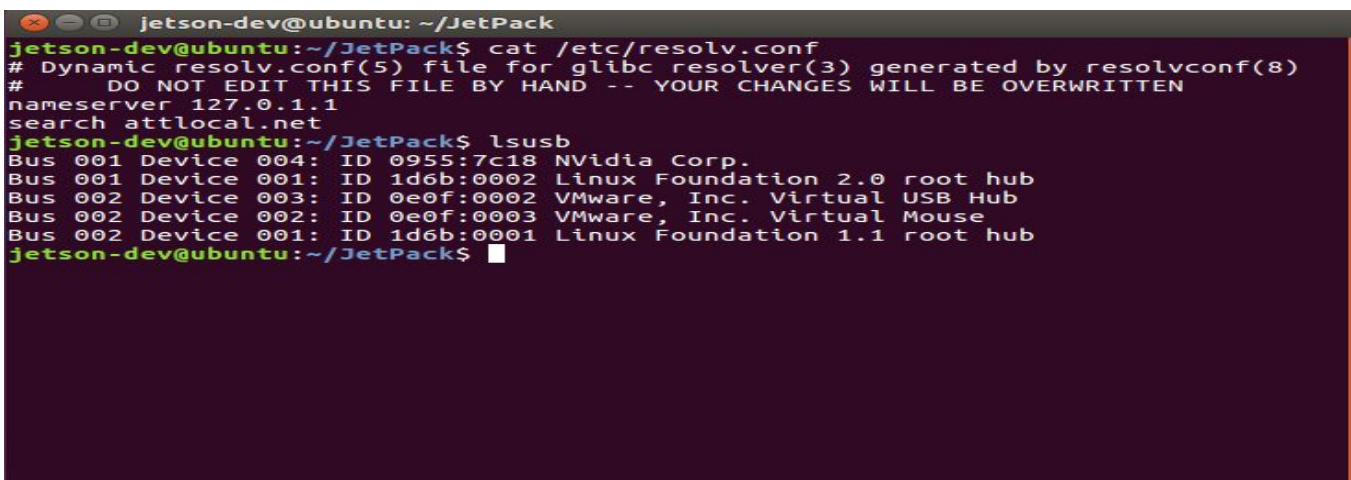 jetson-dev@ubuntu: ~/JetPack
jetson-dev@ubuntu:~/JetPack$ cat /etc/resolv.conf
# Dynamic resolv.conf(5) file for glibc resolver(3) generated by resolvconf(8)
#     DO NOT EDIT THIS FILE BY HAND -- YOUR CHANGES WILL BE OVERWRITTEN
nameserver 127.0.1.1
search attlocal.net
jetson-dev@ubuntu:~/JetPack$ lsusb
Bus 001 Device 004: ID 0955:7c18 NVidia Corp.
Bus 001 Device 001: ID 1d6b:0002 Linux Foundation 2.0 root hub
Bus 002 Device 003: ID 0e0f:0002 VMware, Inc. Virtual USB Hub
Bus 002 Device 002: ID 0e0f:0003 VMware, Inc. Virtual Mouse
Bus 002 Device 001: ID 1d6b:0001 Linux Foundation 1.1 root hub
jetson-dev@ubuntu:~/JetPack$